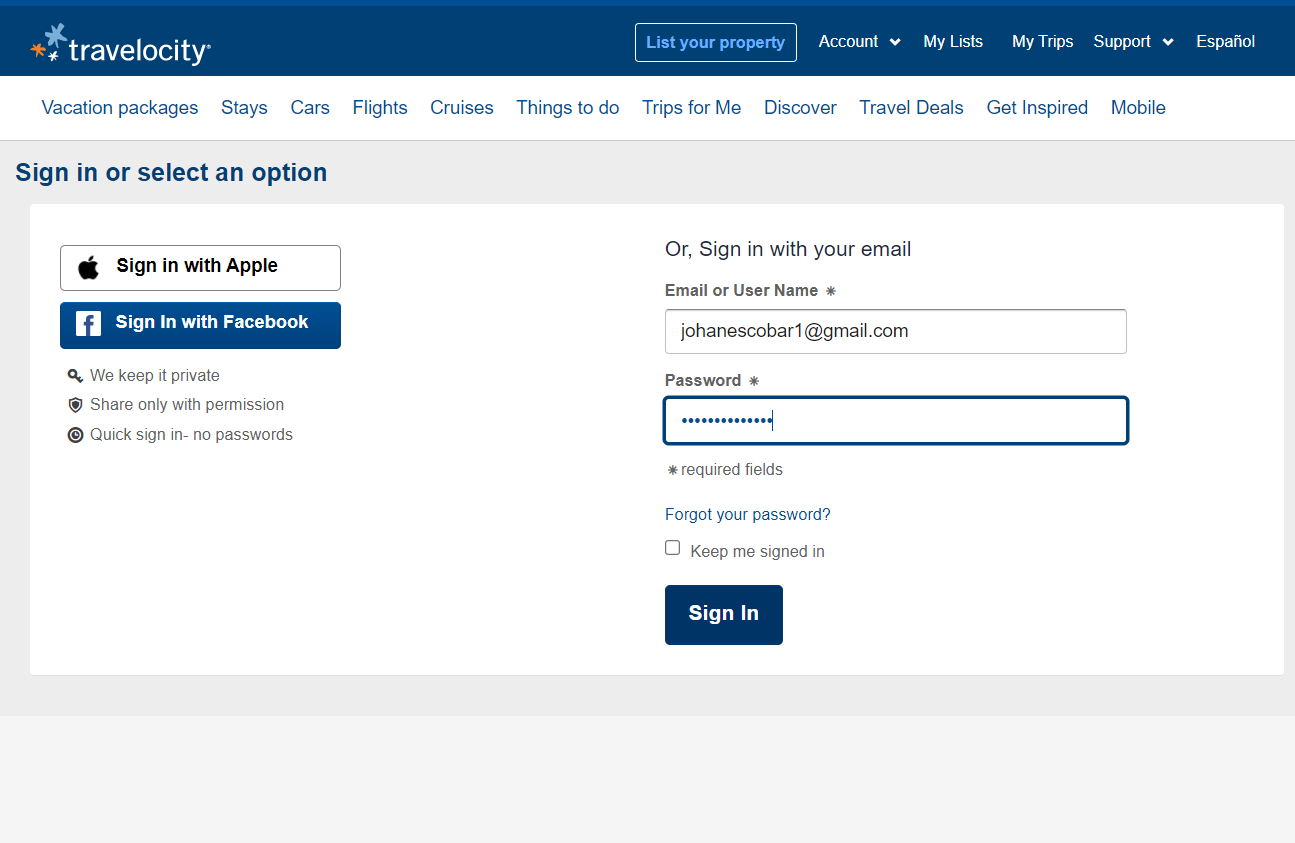 travelocity
List your property Account My Lists My Trips Support Español
Vacation packages Stays Cars Flights Cruises Things to do Trips for Me Discover Travel Deals Get Inspired Mobile
Sign in or select an option
Sign in with Apple
Sign In with Facebook
We keep it private
Share only with permission
Quick sign in- no passwords
Or, Sign in with your email
Email or User Name *
johanescobar1@gmail.com
Password *
••••••••••••••
* required fields
Forgot your password?
Keep me signed in
Sign In